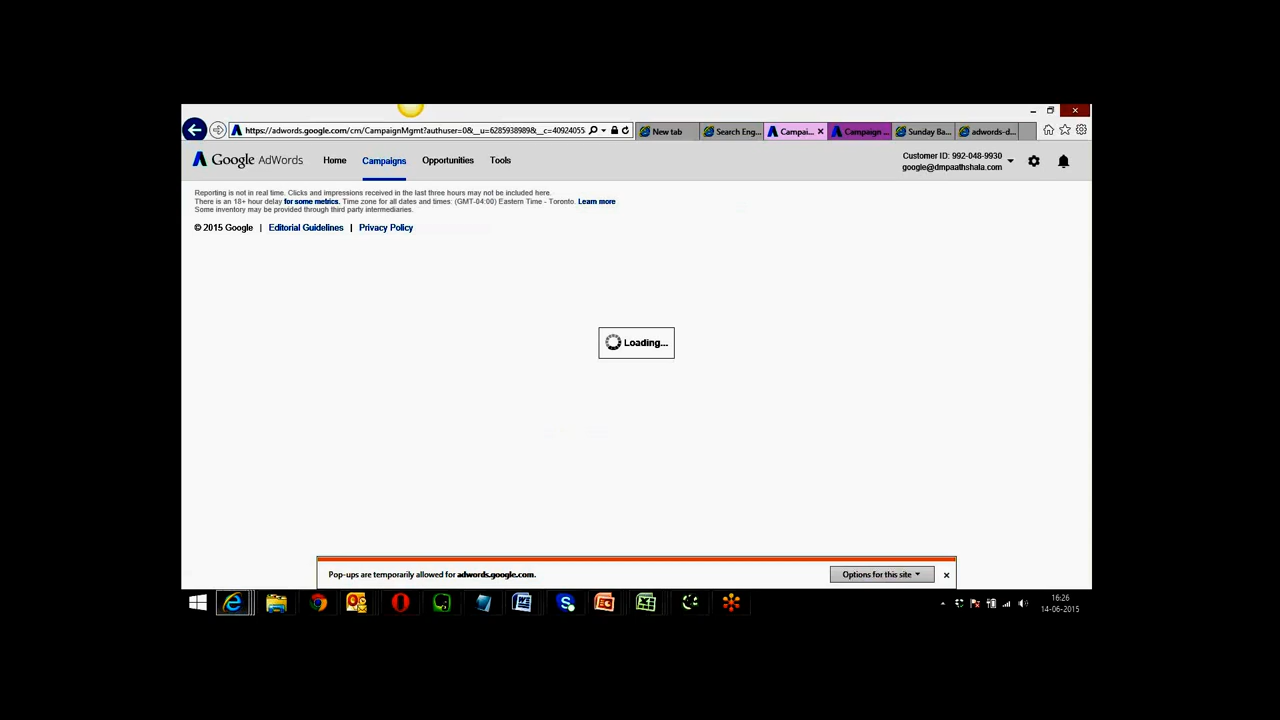 https://adwords.google.com/cm/CampaignMgmt?authuser=0&__u=6285938989&__c=40924055
New tab
Search Eng...
Campai...
Campaign ...
Sunday Ba...
adwords-d...
Google AdWords
Home
Campaigns
Opportunities
Tools
Customer ID: 992-048-9930
google@dmpaathshala.com
Reporting is not in real time. Clicks and impressions received in the last three hours may not be included here.
There is an 18+ hour delay for some metrics. Time zone for all dates and times: (GMT-04:00) Eastern Time - Toronto. Learn more
Some inventory may be provided through third party intermediaries.
© 2015 Google | Editorial Guidelines | Privacy Policy
Loading...
Pop-ups are temporarily allowed for adwords.google.com.
Options for this site
16:26
14-06-2015